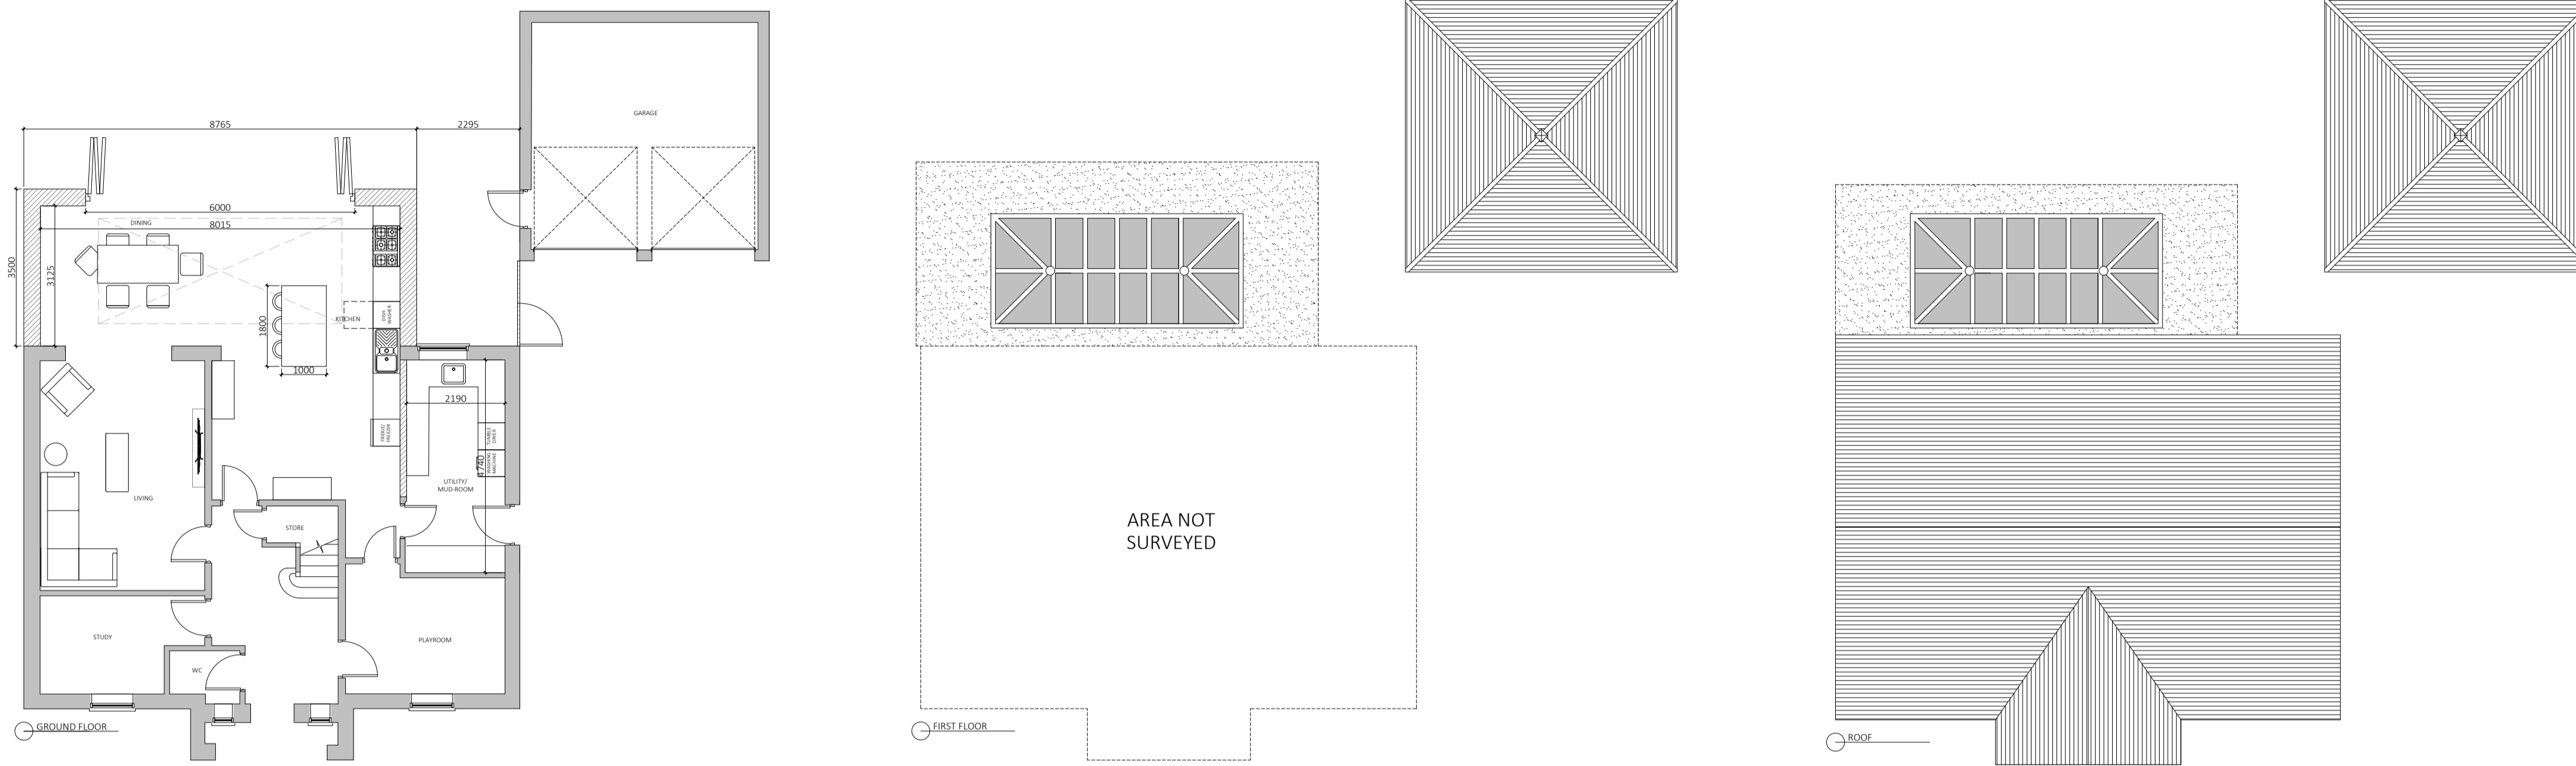 8765
2295
GARAGE
6000
DINING
8015
3500
3125
1800
KITCHEN
DISH-
WASHER
1000
2190
FRIDGE/
FREEZER
TUMBLE
DRIER
WASHING
MACHINE
4740
UTILITY/
MUD-ROOM
LIVING
STORE
STUDY
PLAYROOM
WC
GROUND FLOOR
AREA NOT
SURVEYED
FIRST FLOOR
ROOF